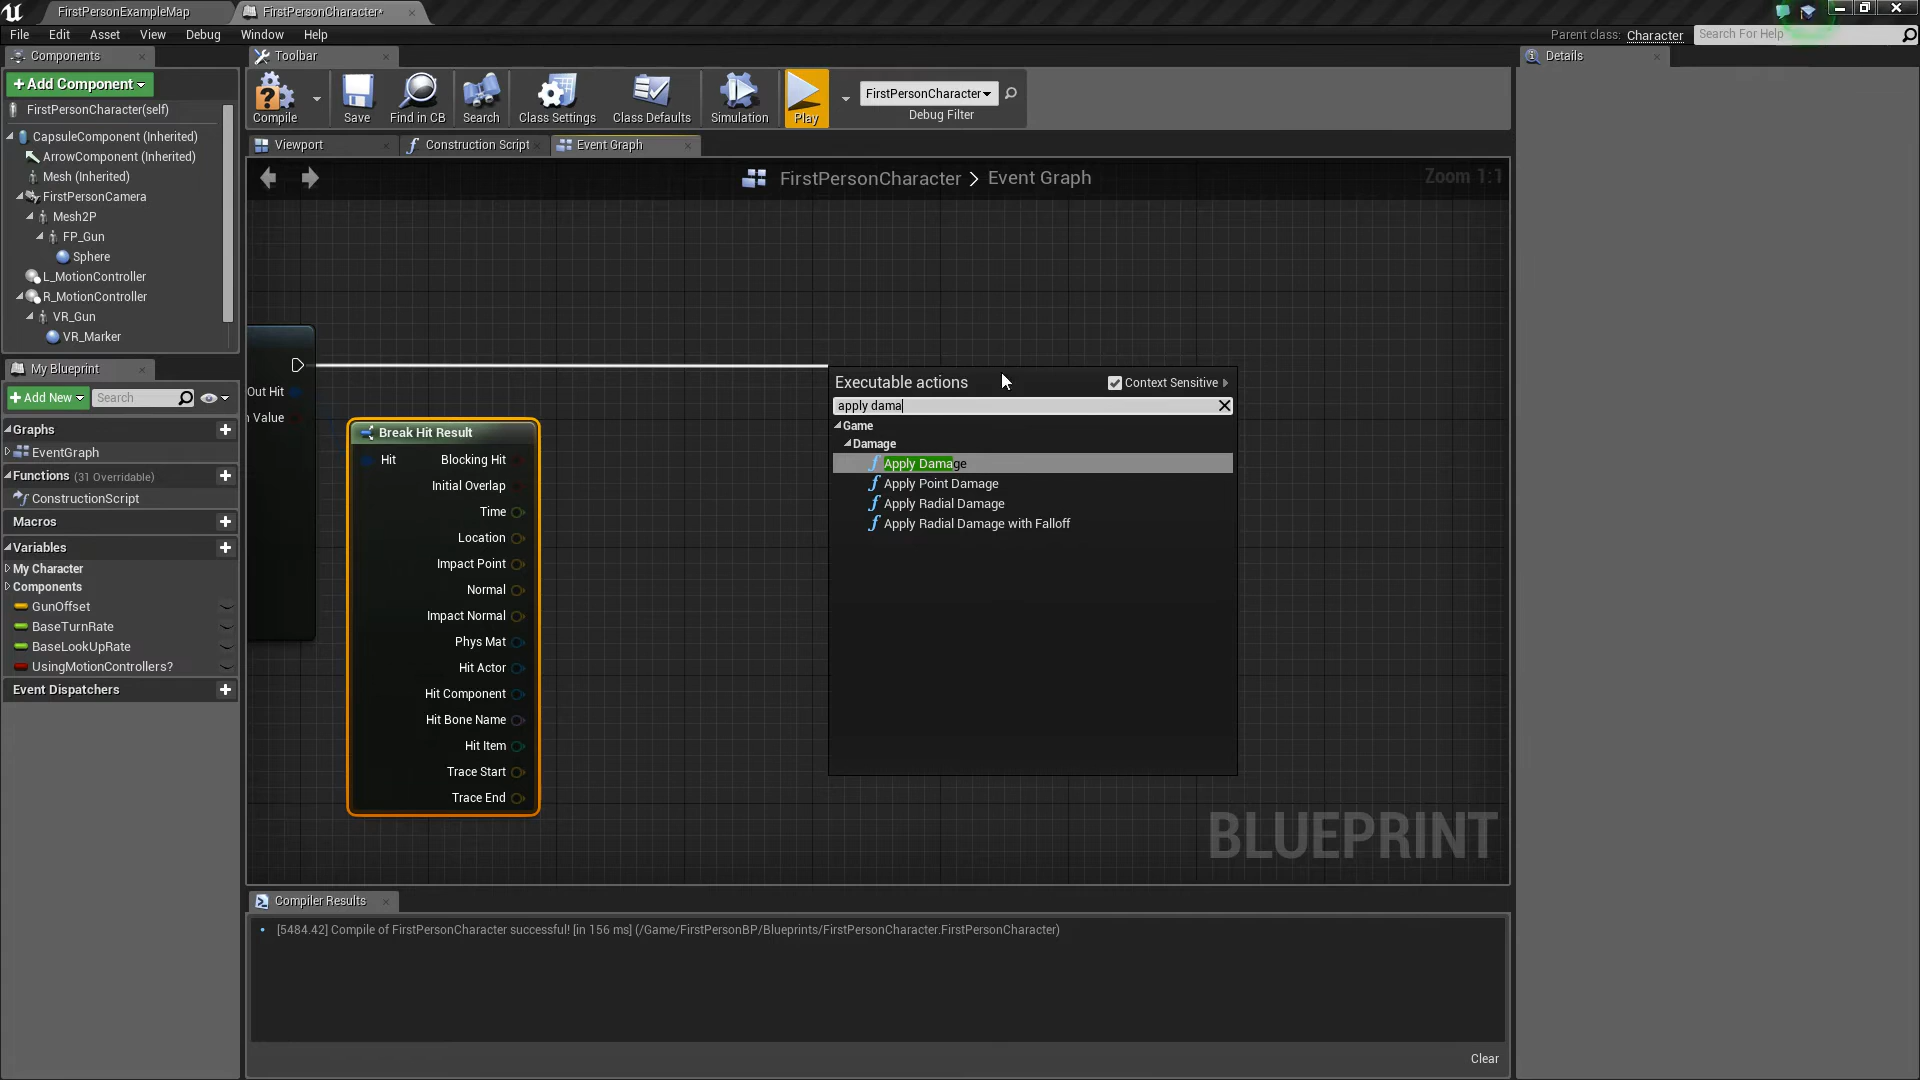 FirstPersonExampleMap
FirstPersonCharacter*
File
Edit
Asset
View
Debug
Window
Help
Parent class: Character
Search For Help
Components
Toolbar
Details
+Add Component
FirstPersonCharacter(self)
CapsuleComponent (Inherited)
ArrowComponent (Inherited)
Mesh (Inherited)
FirstPersonCamera
Mesh2P
FP_Gun
Sphere
L_MotionController
R_MotionController
VR_Gun
VR_Marker
Compile
Save
Find in CB
Search
Class Settings
Class Defaults
Simulation
Play
FirstPersonCharacter
Debug Filter
Viewport
Construction Script
Event Graph
FirstPersonCharacter > Event Graph
Zoom 1:1
My Blueprint
+Add New
Search
Graphs
EventGraph
Functions (31 Overridable)
ConstructionScript
Macros
Variables
My Character
Components
GunOffset
BaseTurnRate
BaseLookUpRate
UsingMotionControllers?
Event Dispatchers
Out Hit
n Value
Break Hit Result
Hit
Blocking Hit
Initial Overlap
Time
Location
Impact Point
Normal
Impact Normal
Phys Mat
Hit Actor
Hit Component
Hit Bone Name
Hit Item
Trace Start
Trace End
Executable actions
Context Sensitive
apply dama
Game
Damage
Apply Damage
Apply Point Damage
Apply Radial Damage
Apply Radial Damage with Falloff
BLUEPRINT
Compiler Results
[5484.42] Compile of FirstPersonCharacter successful! [in 156 ms] (/Game/FirstPersonBP/Blueprints/FirstPersonCharacter.FirstPersonCharacter)
Clear